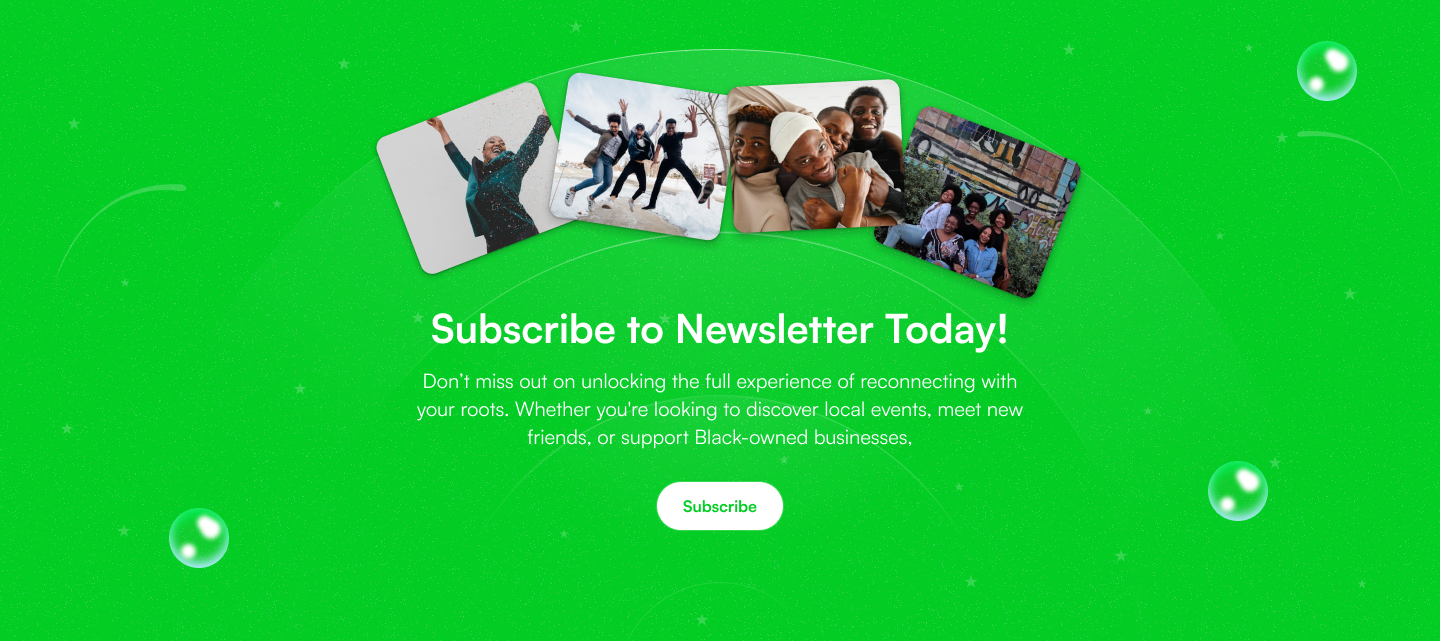 Subscribe to Newsletter Today!
Don’t miss out on unlocking the full experience of reconnecting with
your roots. Whether you're looking to discover local events, meet new
friends, or support Black-owned businesses,
Subscribe